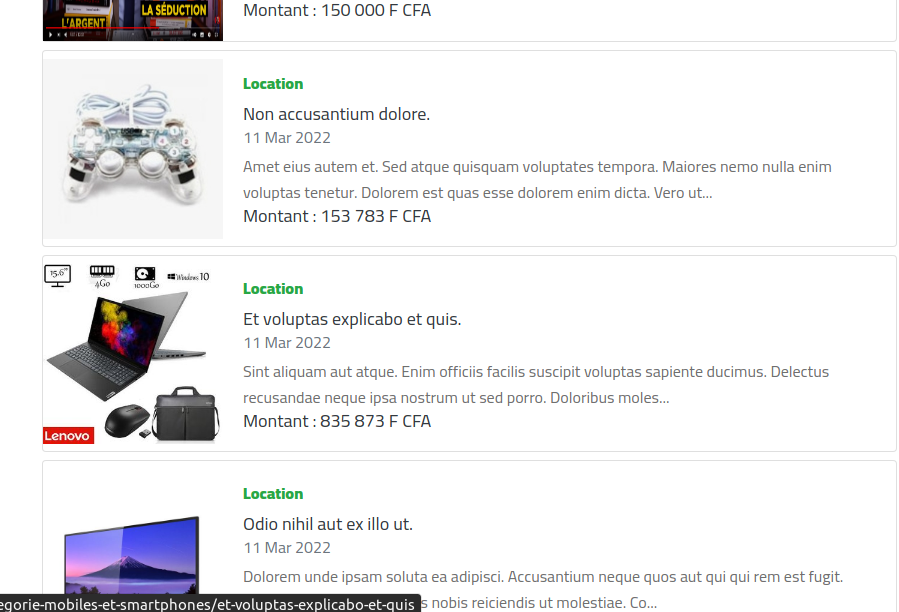 LA SÉDUCTION
L'ARGENT
Montant : 150 000 F CFA
Location
Non accusantium dolore.
11 Mar 2022
Amet eius autem et. Sed atque quisquam voluptates tempora. Maiores nemo nulla enim
voluptas tenetur. Dolorem est quas esse dolorem enim dicta. Vero ut...
Montant : 153 783 F CFA
15.6"
4Go
1000Go
Windows 10
Lenovo
Location
Et voluptas explicabo et quis.
11 Mar 2022
Sint aliquam aut atque. Enim officiis facilis suscipit voluptas sapiente ducimus. Delectus
recusandae neque ipsa nostrum ut sed porro. Doloribus moles...
Montant : 835 873 F CFA
Location
Odio nihil aut ex illo ut.
11 Mar 2022
Dolorem unde ipsam soluta ea adipisci. Accusantium neque quos aut qui qui rem est fugit.
s nobis reiciendis ut molestiae. Co...
egorie-mobiles-et-smartphones/et-voluptas-explicabo-et-quis